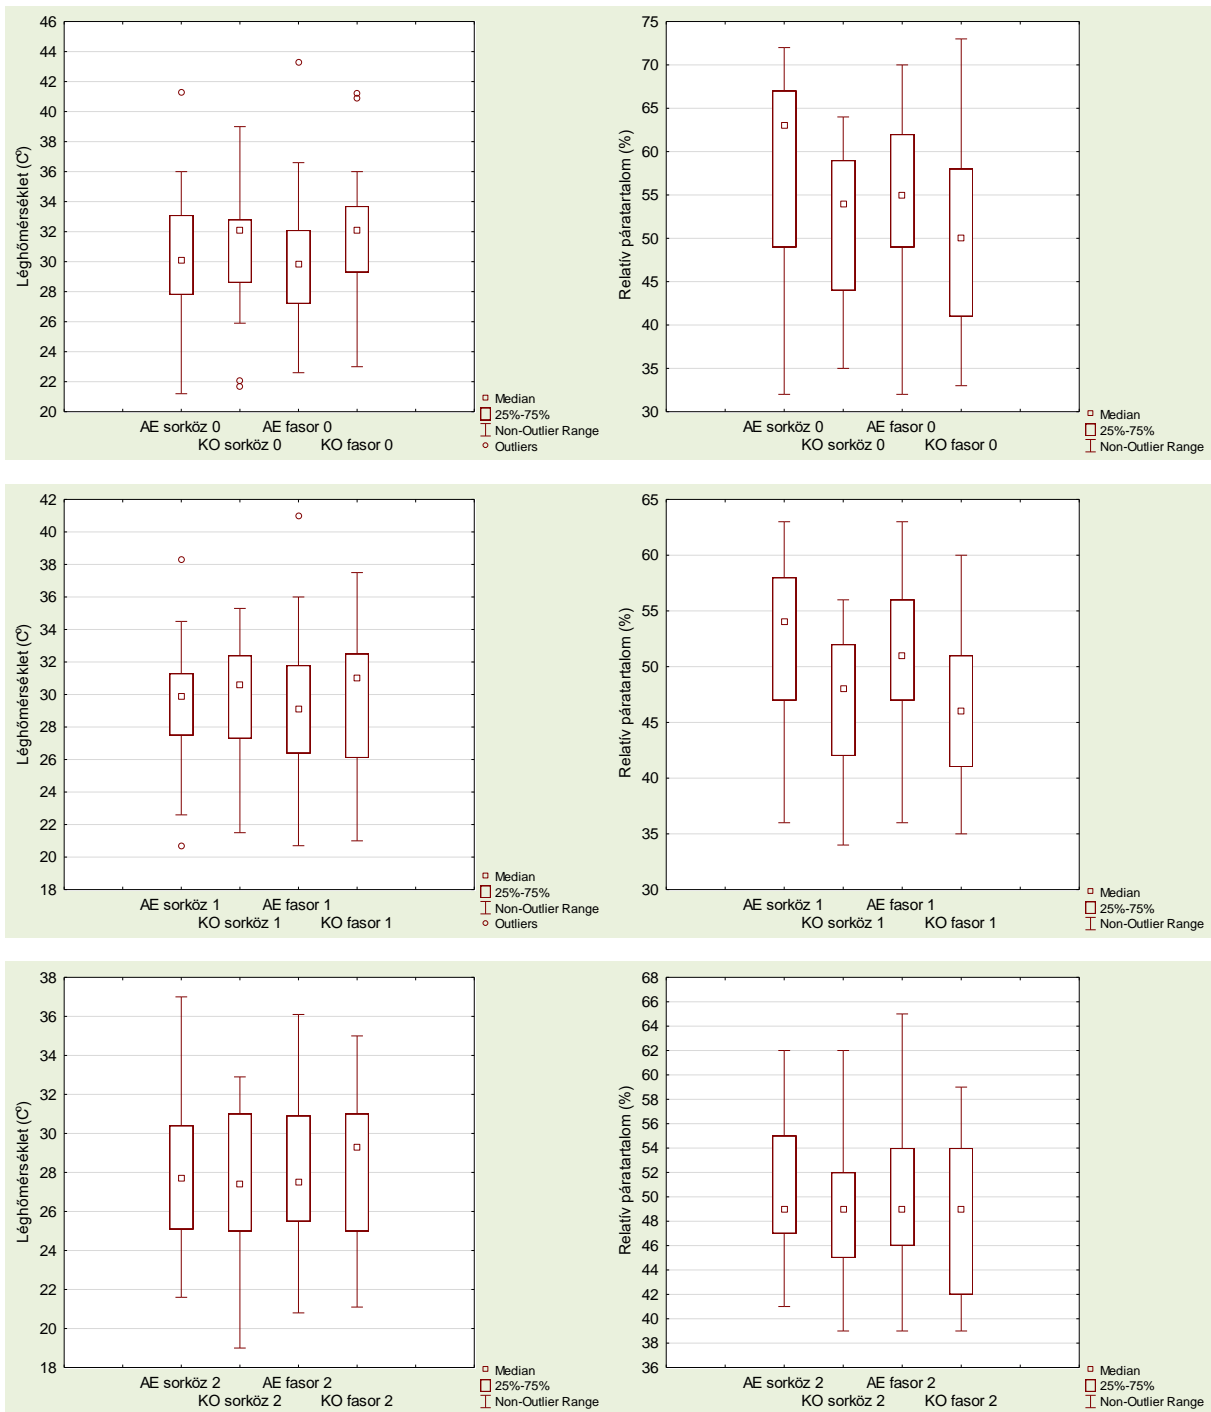 Léghőmérséklet (Cº)
46
44
42
40
38
36
34
32
30
28
26
24
22
20
AE sorköz 0
AE fasor 0
KO sorköz 0
KO fasor 0
Median
25%-75%
Non-Outlier Range
Outliers
Relatív páratartalom (%)
75
70
65
60
55
50
45
40
35
30
AE sorköz 0
AE fasor 0
KO sorköz 0
KO fasor 0
Median
25%-75%
Non-Outlier Range
Léghőmérséklet (Cº)
42
40
38
36
34
32
30
28
26
24
22
20
18
AE sorköz 1
AE fasor 1
KO sorköz 1
KO fasor 1
Median
25%-75%
Non-Outlier Range
Outliers
Relatív páratartalom (%)
65
60
55
50
45
40
35
30
AE sorköz 1
AE fasor 1
KO sorköz 1
KO fasor 1
Median
25%-75%
Non-Outlier Range
Léghőmérséklet (Cº)
38
36
34
32
30
28
26
24
22
20
18
AE sorköz 2
AE fasor 2
KO sorköz 2
KO fasor 2
Median
25%-75%
Non-Outlier Range
Relatív páratartalom (%)
68
66
64
62
60
58
56
54
52
50
48
46
44
42
40
38
36
AE sorköz 2
AE fasor 2
KO sorköz 2
KO fasor 2
Median
25%-75%
Non-Outlier Range